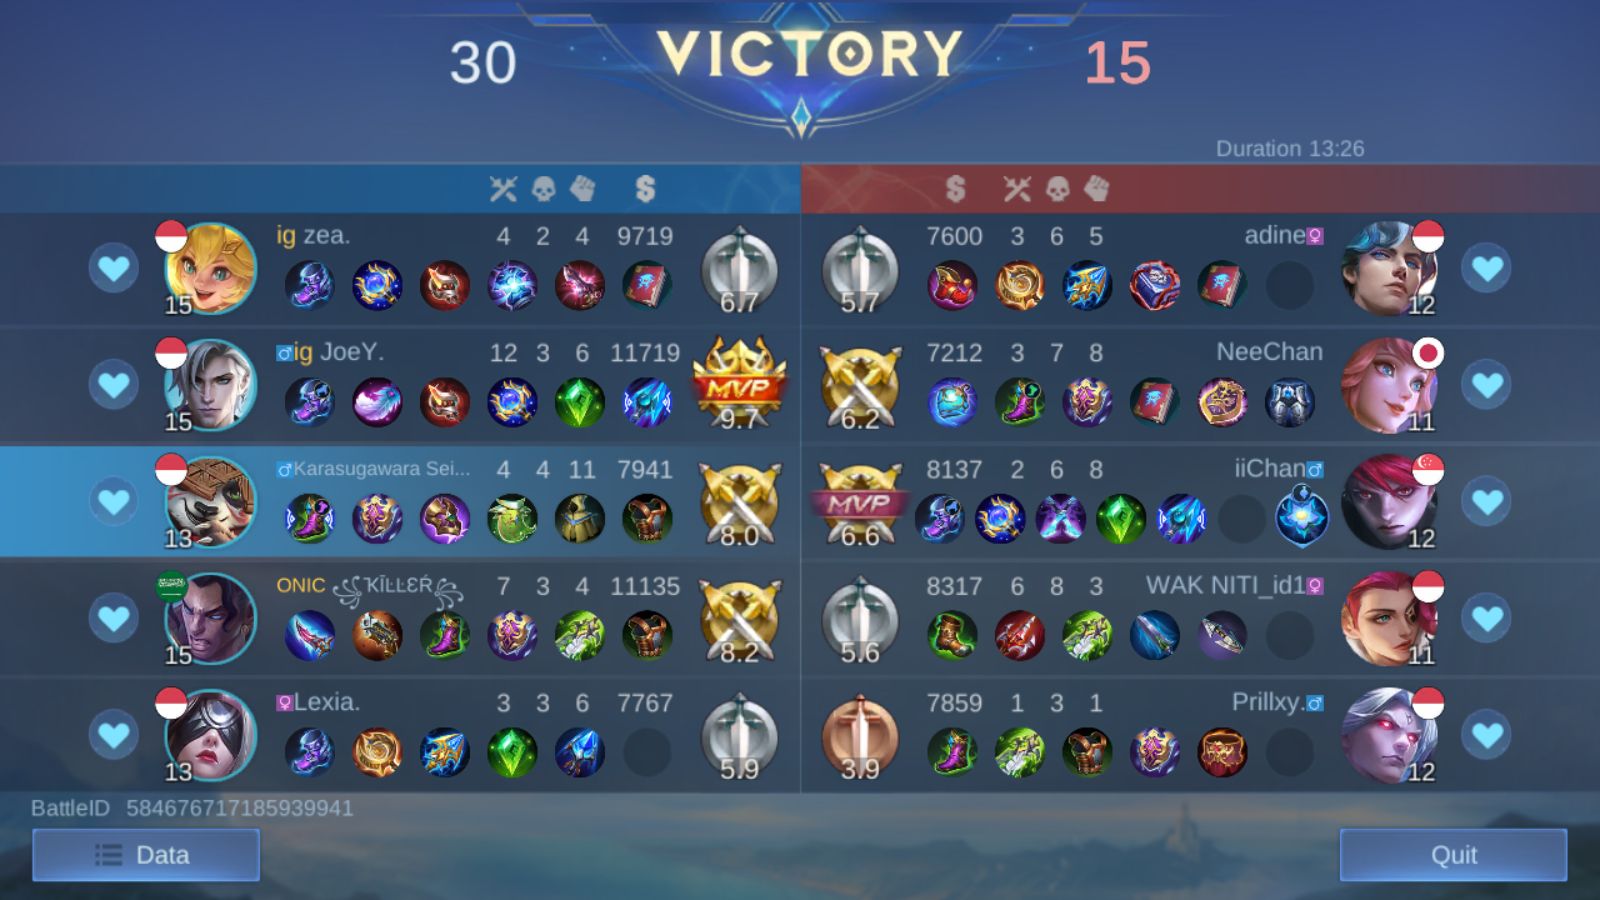 30 VICTORY 15
Duration 13:26
ig zea. 4 2 4 9719
15 6.7
5.7 7600 3 6 5 adine
12
ig JoeY. 12 3 6 11719
15 MVP 9.7
6.2 7212 3 7 8 NeeChan
11
Karasugawara Sei... 4 4 11 7941
13 8.0
MVP 6.6 8137 2 6 8 iiChan
12
ONIC ҠĪĿĿƐŔ 7 3 4 11135
15 8.2
5.6 8317 6 8 3 WAK NITI_id1
11
Lexia. 3 3 6 7767
13 5.9
3.9 7859 1 3 1 Prillxy.
12
BattleID 584676717185939941
Data
Quit